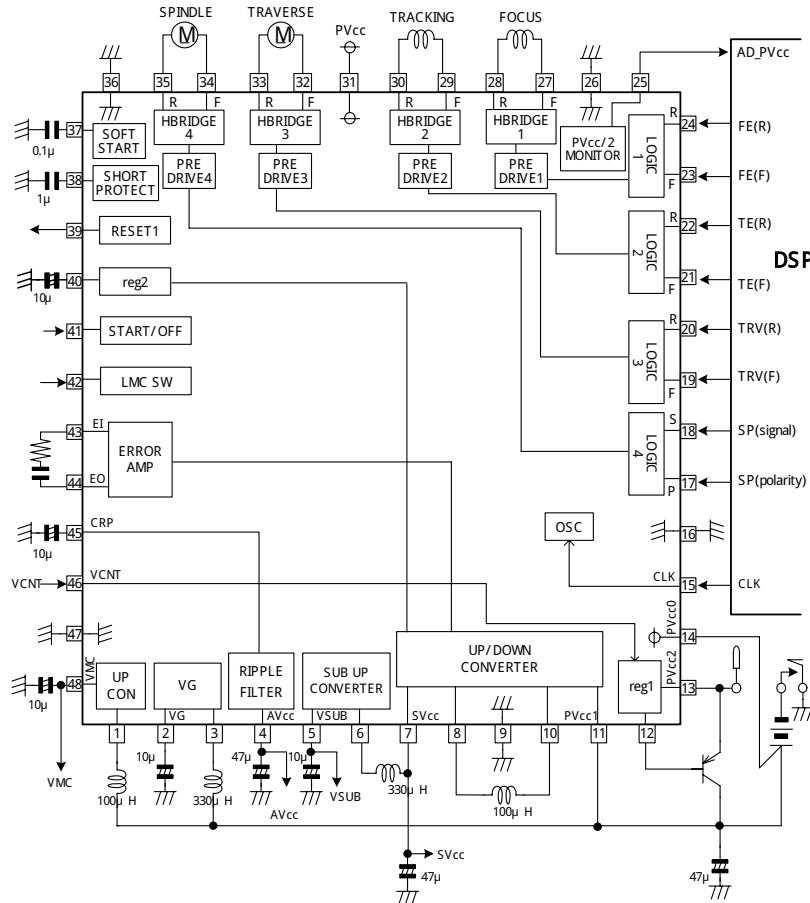 SPINDLE TRAVERSE TRACKING FOCUS
PVcc
M M
36 35 34 33 32 31 30 29 28 27 26 25
AD_PVcc
R F R F R F R F
HBRIDGE 4
HBRIDGE 3
HBRIDGE 2
HBRIDGE 1
PVcc/2 MONITOR
PRE DRIVE4
PRE DRIVE3
PRE DRIVE2
PRE DRIVE1
37 SOFT START
0.1μ
38 SHORT PROTECT
1μ
39 RESET1
40 reg2
10μ
41 START/OFF
42 LMC SW
43 EI
ERROR AMP
44 EO
45 CRP
10μ
VCNT 46 VCNT
47
48 VMC
10μ
VMC
LOGIC 1 R 24 FE(R)
F 23 FE(F)
LOGIC 2 R 22 TE(R)
F 21 TE(F)
DSP
LOGIC 3 R 20 TRV(R)
F 19 TRV(F)
LOGIC 4 S 18 SP(signal)
P 17 SP(polarity)
OSC
16
CLK 15 CLK
PVcc0 14
PVcc2 13
UP CON
VG
RIPPLE FILTER
SUB UP CONVERTER
UP/DOWN CONVERTER
reg1
VG AVcc VSUB SVcc PVcc1
1 2 3 4 5 6 7 8 9 10 11 12
100μH
10μ
330μH
47μ
AVcc
10μ
VSUB
330μH
100μH
SVcc
47μ
47μ